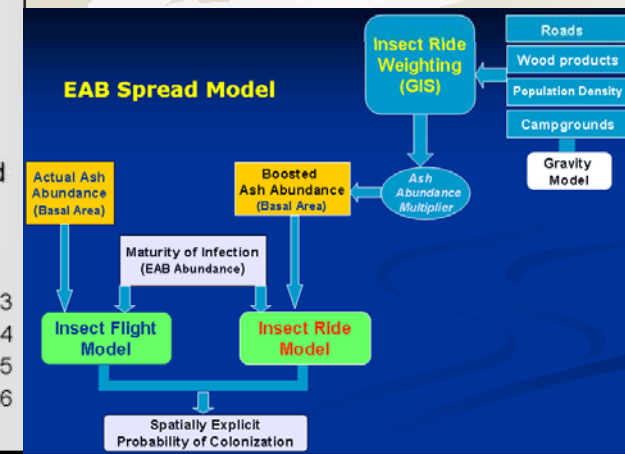 EAB Spread Model
Insect Ride
Weighting
(GIS)
Roads
Wood products
Population Density
Campgrounds
Gravity
Model
Ash
Abundance
Multiplier
Boosted
Ash Abundance
(Basal Area)
Actual Ash
Abundance
(Basal Area)
Maturity of Infection
(EAB Abundance)
Insect Flight
Model
Insect Ride
Model
Spatially Explicit
Probability of Colonization
3
4
5
6